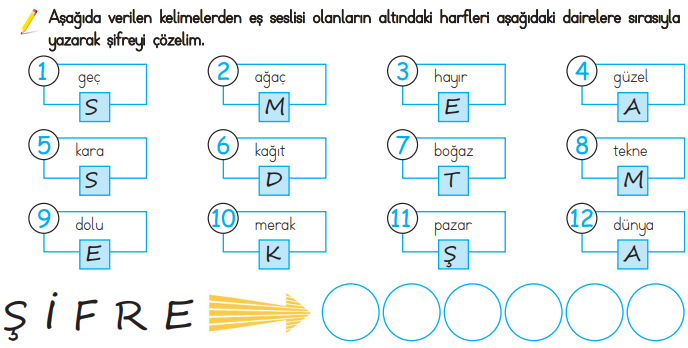 Aşağıda verilen kelimelerden eş seslisi olanların altındaki harfleri aşağıdaki dairelere sırasıyla
yazarak şifreyi çözelim.
1 geç S
2 ağaç M
3 hayır E
4 güzel A
5 kara S
6 kağıt D
7 boğaz T
8 tekne M
9 dolu E
10 merak K
11 pazar Ş
12 dünya A
ŞİFRE